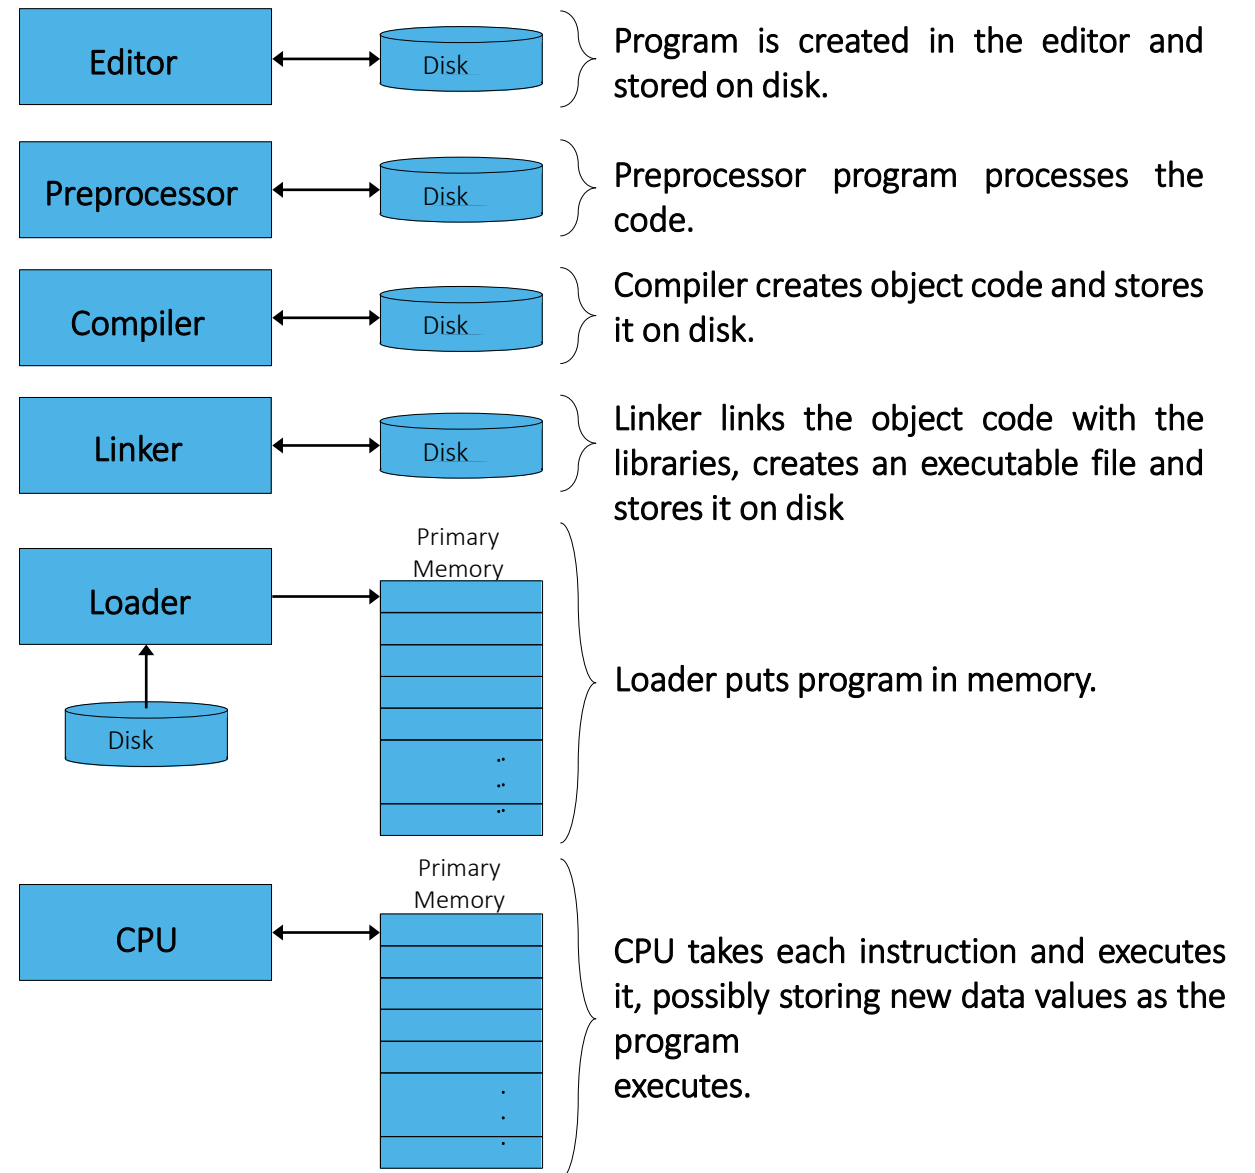 Editor
Disk
Program is created in the editor and
stored on disk.
Preprocessor
Disk
Preprocessor program processes the
code.
Compiler
Disk
Compiler creates object code and stores
it on disk.
Linker
Disk
Linker links the object code with the
libraries, creates an executable file and
stores it on disk
Loader
Disk
Primary
Memory
Loader puts program in memory.
CPU
Primary
Memory
CPU takes each instruction and executes
it, possibly storing new data values as the
program
executes.